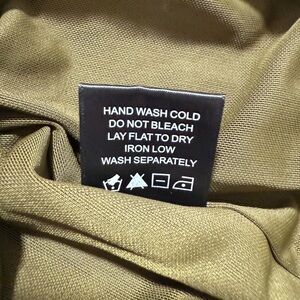 HAND WASH COLD
DO NOT BLEACH
LAY FLAT TO DRY
IRON LOW
WASH SEPARATELY